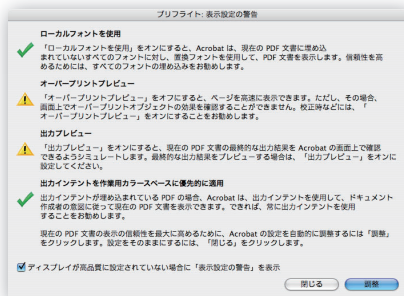 プリフライト: 表示設定の警告
ローカルフォントを使用
「ローカルフォントを使用」をオンにすると、Acrobat は、現在の PDF 文書に埋め込
まれていないすべてのフォントに対し、置換フォントを使用して、PDF 文書を表示します。信頼性を高
めるためには、すべてのフォントの埋め込みをお勧めします。
オーバープリントプレビュー
「オーバープリントプレビュー」をオフにすると、ページを高速に表示できます。ただし、その場合、
画面上でオーバープリントオブジェクトの効果を確認することができません。校正時などには、「
オーバープリントプレビュー」をオンにすることをお勧めします。
出力プレビュー
「出力プレビュー」をオンにすると、現在の PDF 文書の最終的な出力結果を Acrobat の画面上で確認
できるようシミュレートします。最終的な出力結果をプレビューする場合は、「出力プレビュー」をオンに
設定してください。
出力インテントを作業用カラースペースに優先的に適用
出力インテントが埋め込まれている PDF の場合、Acrobat は、出力インテントを使用して、ドキュメント
作成者の意図に従って現在の PDF 文書を表示できます。できれば、常に出力インテントを使用
することをお勧めします。
現在の PDF 文書の表示の信頼性を最大に高めるために、Acrobat の設定を自動的に調整するには「調整」
をクリックします。設定をそのままにするには、「閉じる」をクリックします。
ディスプレイが高品質に設定されていない場合に「表示設定の警告」を表示
閉じる
調整